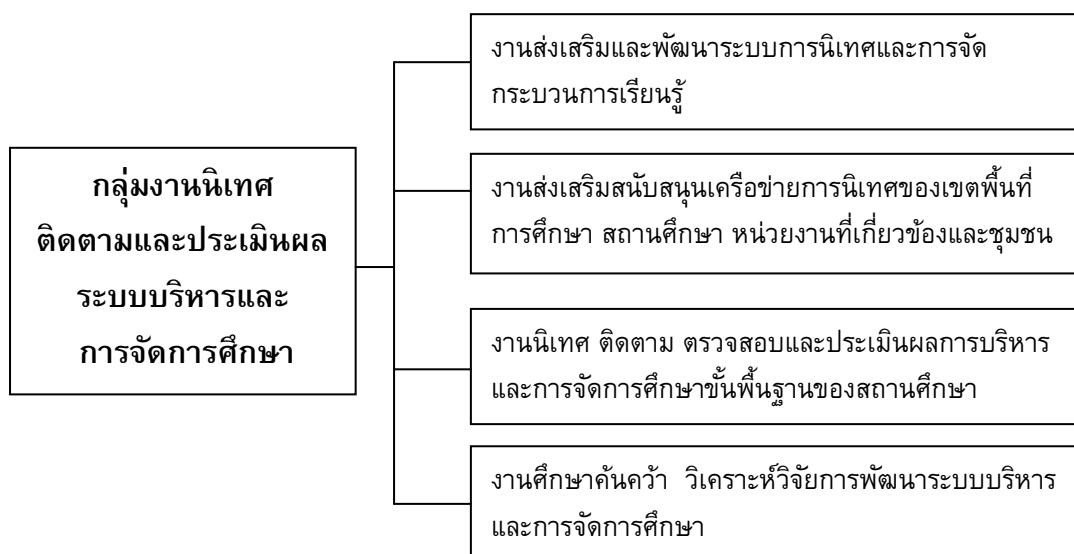 งานส่งเสริมและพัฒนาระบบการนิเทศและการจัด
กระบวนการเรียนรู้
กลุ่มงานนิเทศ
ติดตามและประเมินผล
ระบบบริหารและ
การจัดการศึกษา
งานส่งเสริมสนับสนุนเครือข่ายการนิเทศของเขตพื้นที่
การศึกษา สถานศึกษา หน่วยงานที่เกี่ยวข้องและชุมชน
งานนิเทศ ติดตาม ตรวจสอบและประเมินผลการบริหาร
และการจัดการศึกษาขั้นพื้นฐานของสถานศึกษา
งานศึกษาค้นคว้า วิเคราะห์วิจัยการพัฒนาระบบบริหาร
และการจัดการศึกษา